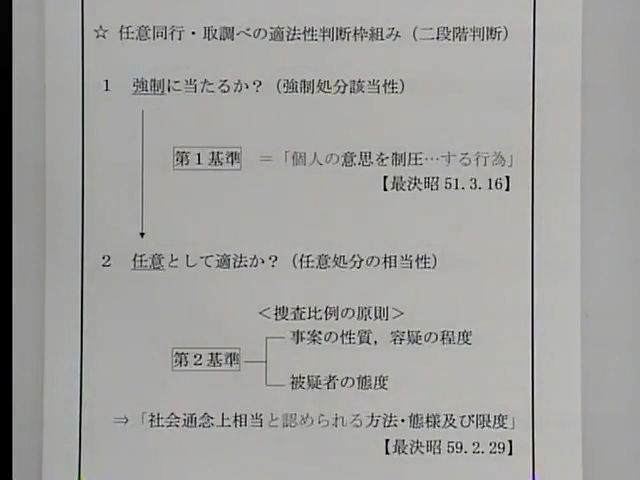 ☆ 任意同行・取調べの適法性判断枠組み（二段階判断）
1 強制に当たるか？（強制処分該当性）
第1基準 ＝「個人の意思を制圧…する行為」
【最決昭 51.3.16】
2 任意として適法か？（任意処分の相当性）
＜捜査比例の原則＞
事案の性質，容疑の程度
第2基準
被疑者の態度
⇒「社会通念上相当と認められる方法・態様及び限度」
【最決昭 59.2.29】